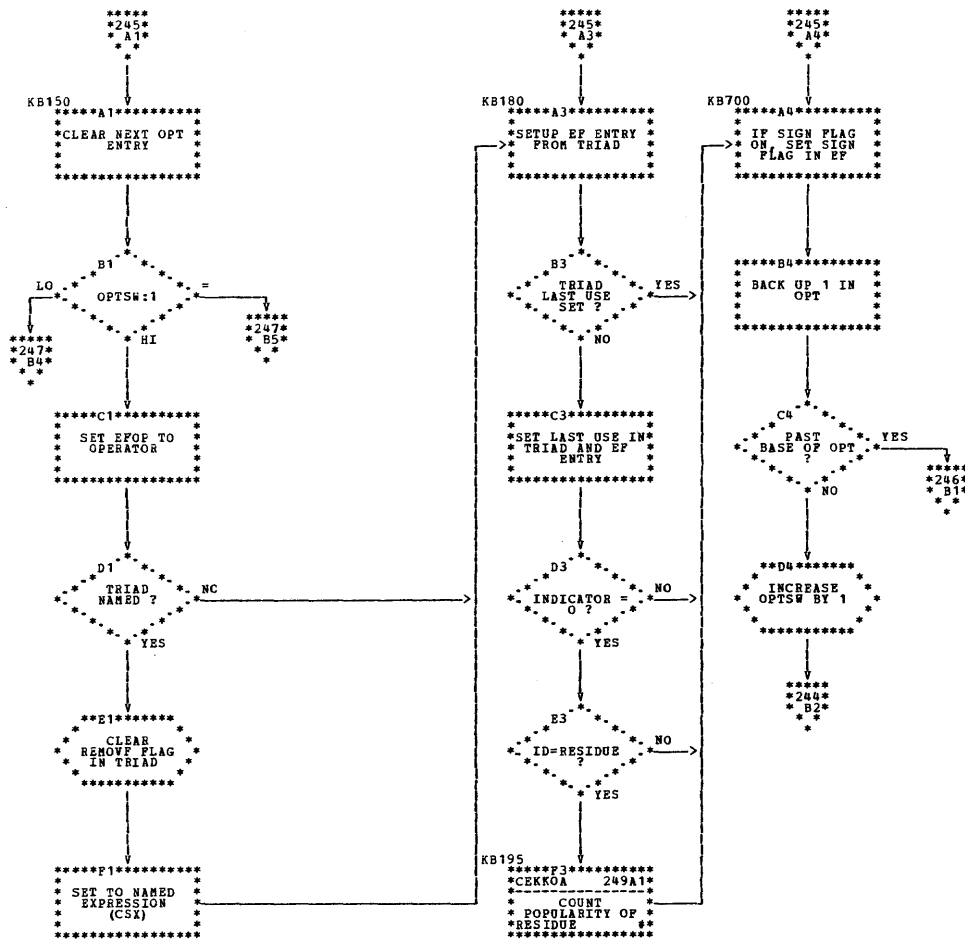 *245*
A1
KB150
A1
CLEAR NEXT OPT
ENTRY
B1
LO
OPTSW:1
=
*247*
B4
HI
*247*
B5
C1
SET EFOP TO
OPERATOR
D1
TRIAD
NAMED ?
NC
YES
E1
CLEAR
REMOVF FLAG
IN TRIAD
F1
SET TO NAMED
EXPRESSION
(CSX)
*245*
A3
KB180
A3
SETUP EF ENTRY
FROM TRIAD
B3
TRIAD
LAST USE
SET ?
YES
NO
C3
SET LAST USE IN
TRIAD AND EF
ENTRY
D3
INDICATOR =
0 ?
NO
YES
E3
ID=RESIDUE
?
NO
YES
KB195
F3
CEKKOA 249A1
COUNT
POPULARITY OF
RESIDUE #
*245*
A4
KB700
A4
IF SIGN FLAG
ON, SET SIGN
FLAG IN EF
B4
BACK UP 1 IN
OPT
C4
PAST
BASE OF OPT
?
YES
NO
*246*
B1
D4
INCREASE
OPTSW BY 1
*244*
B2